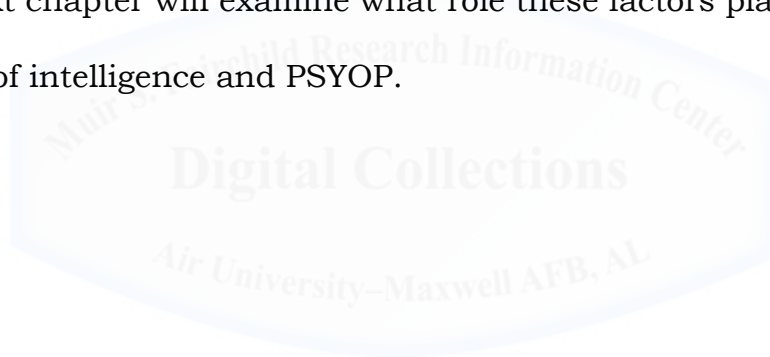 t chapter will examine what role these factors pla
of intelligence and PSYOP.
Muir S. Fairchild Research Information Center
Digital Collections
Air University–Maxwell AFB, AL